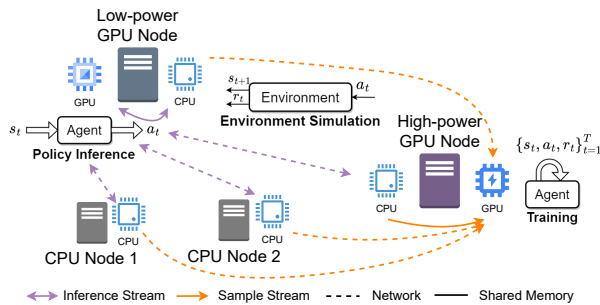 Low-power
GPU Node
GPU
CPU
s_{t+1}
r_t
Environment
a_t
Environment Simulation
s_t
Agent
a_t
Policy Inference
High-power
GPU Node
{s_t, a_t, r_t}_{t=1}^T
CPU
GPU
Agent
Training
CPU
CPU Node 1
CPU
CPU Node 2
Inference Stream
Sample Stream
Network
Shared Memory